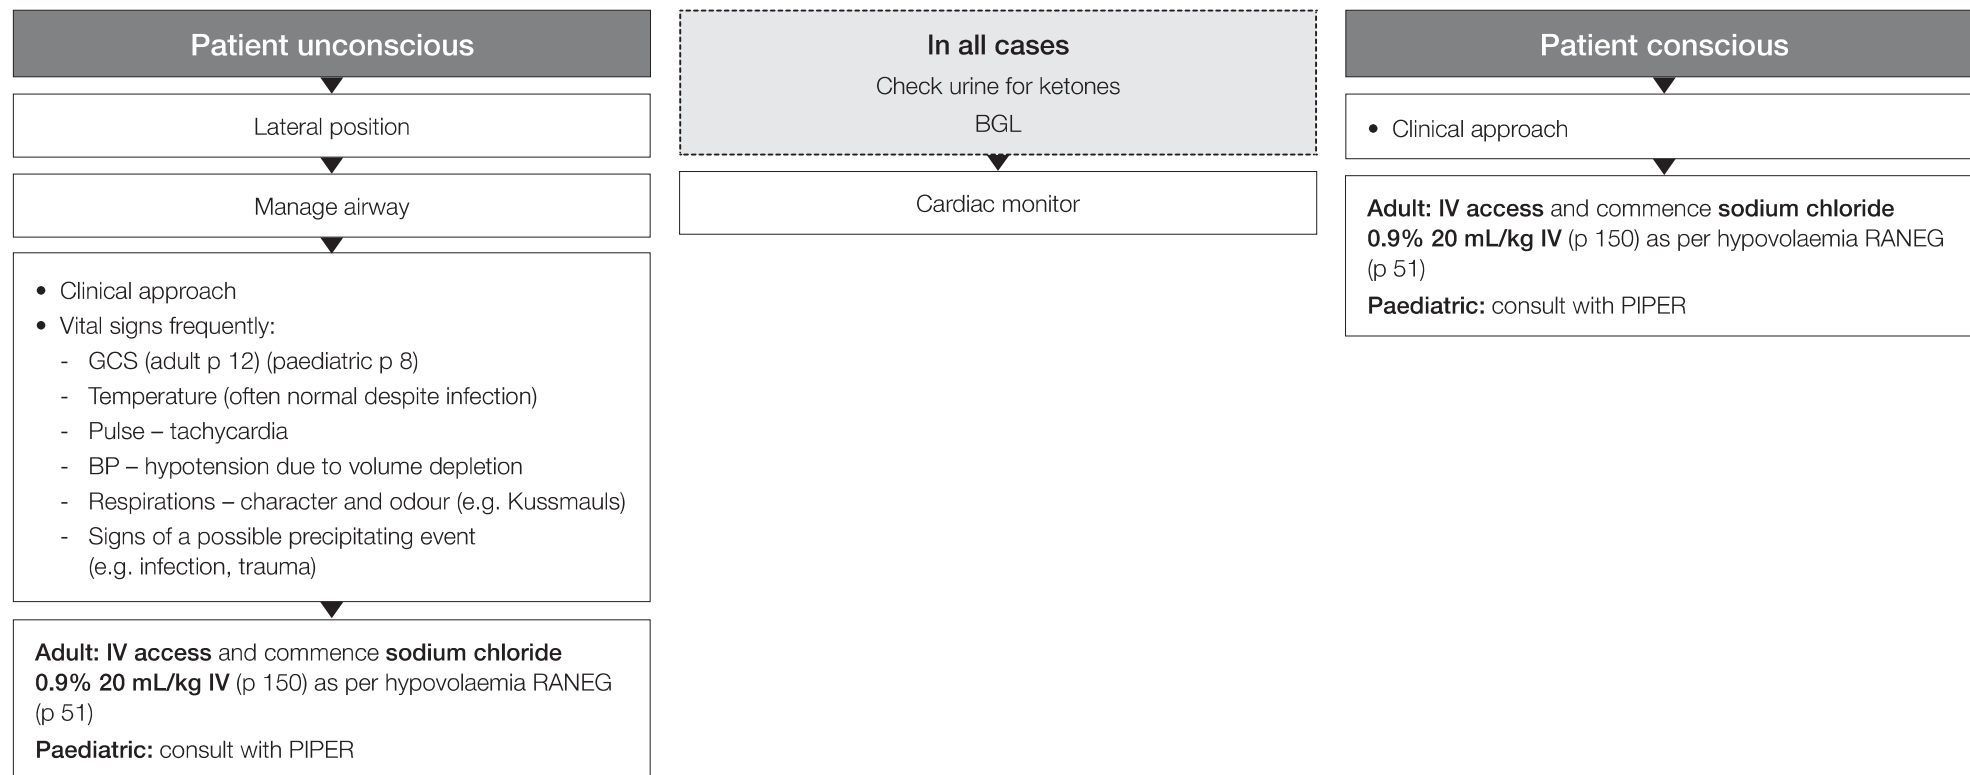 Patient unconscious
Lateral position
Manage airway
• Clinical approach
• Vital signs frequently:
- GCS (adult p 12) (paediatric p 8)
- Temperature (often normal despite infection)
- Pulse – tachycardia
- BP – hypotension due to volume depletion
- Respirations – character and odour (e.g. Kussmauls)
- Signs of a possible precipitating event
(e.g. infection, trauma)
Adult: IV access and commence sodium chloride
0.9% 20 mL/kg IV (p 150) as per hypovolaemia RANEG
(p 51)
Paediatric: consult with PIPER
In all cases
Check urine for ketones
BGL
Cardiac monitor
Patient conscious
• Clinical approach
Adult: IV access and commence sodium chloride
0.9% 20 mL/kg IV (p 150) as per hypovolaemia RANEG
(p 51)
Paediatric: consult with PIPER